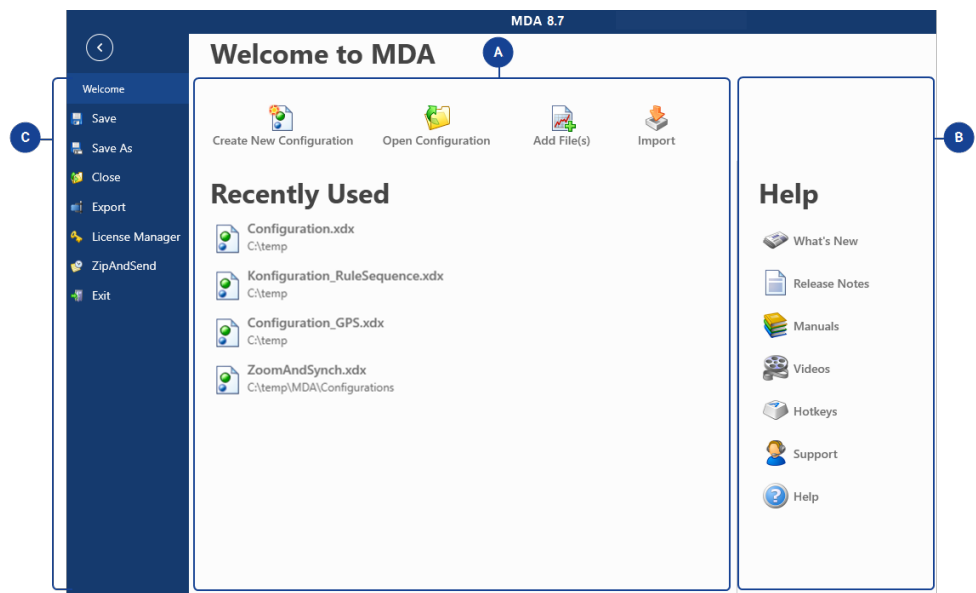 MDA 8.7
Welcome to MDA
A
B
C
Welcome
Save
Save As
Close
Export
License Manager
ZipAndSend
Exit
Create New Configuration
Open Configuration
Add File(s)
Import
Recently Used
Configuration.xdx
C:\temp
Konfiguration_RuleSequence.xdx
C:\temp
Configuration_GPS.xdx
C:\temp
ZoomAndSynch.xdx
C:\temp\MDA\Configurations
Help
What's New
Release Notes
Manuals
Videos
Hotkeys
Support
Help